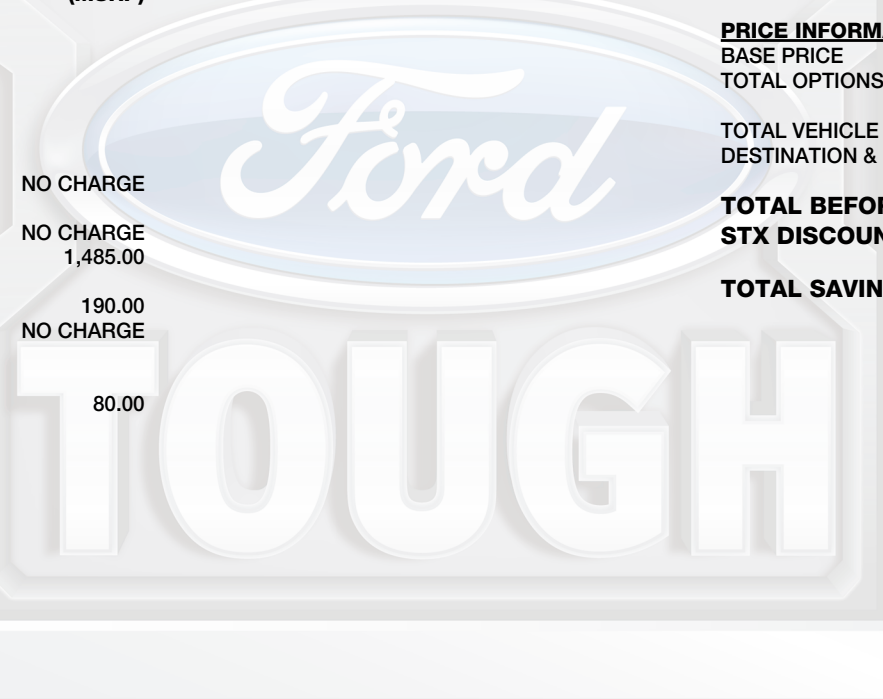 PRICE INFORM
BASE PRICE
TOTAL OPTIONS
TOTAL VEHICLE
DESTINATION &
TOTAL BEFOR
STX DISCOUN
TOTAL SAVIN
NO CHARGE
NO CHARGE
1,485.00
190.00
NO CHARGE
80.00
Ford
TOUGH